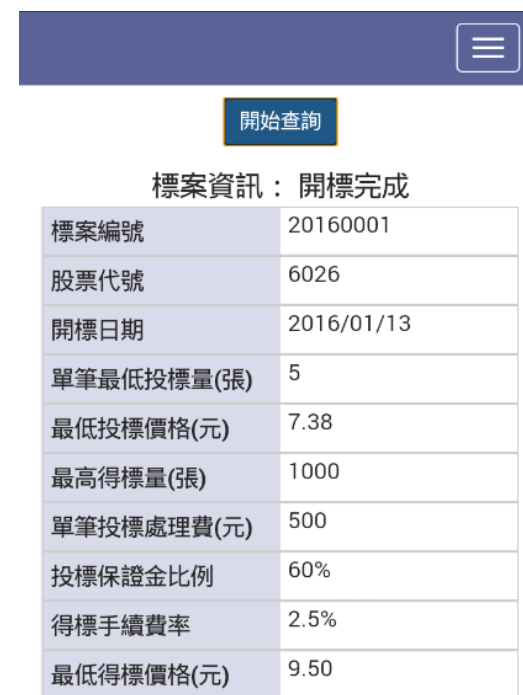 開始查詢
標案資訊： 開標完成
標案編號 20160001
股票代號 6026
開標日期 2016/01/13
單筆最低投標量(張) 5
最低投標價格(元) 7.38
最高得標量(張) 1000
單筆投標處理費(元) 500
投標保證金比例 60%
得標手續費率 2.5%
最低得標價格(元) 9.50